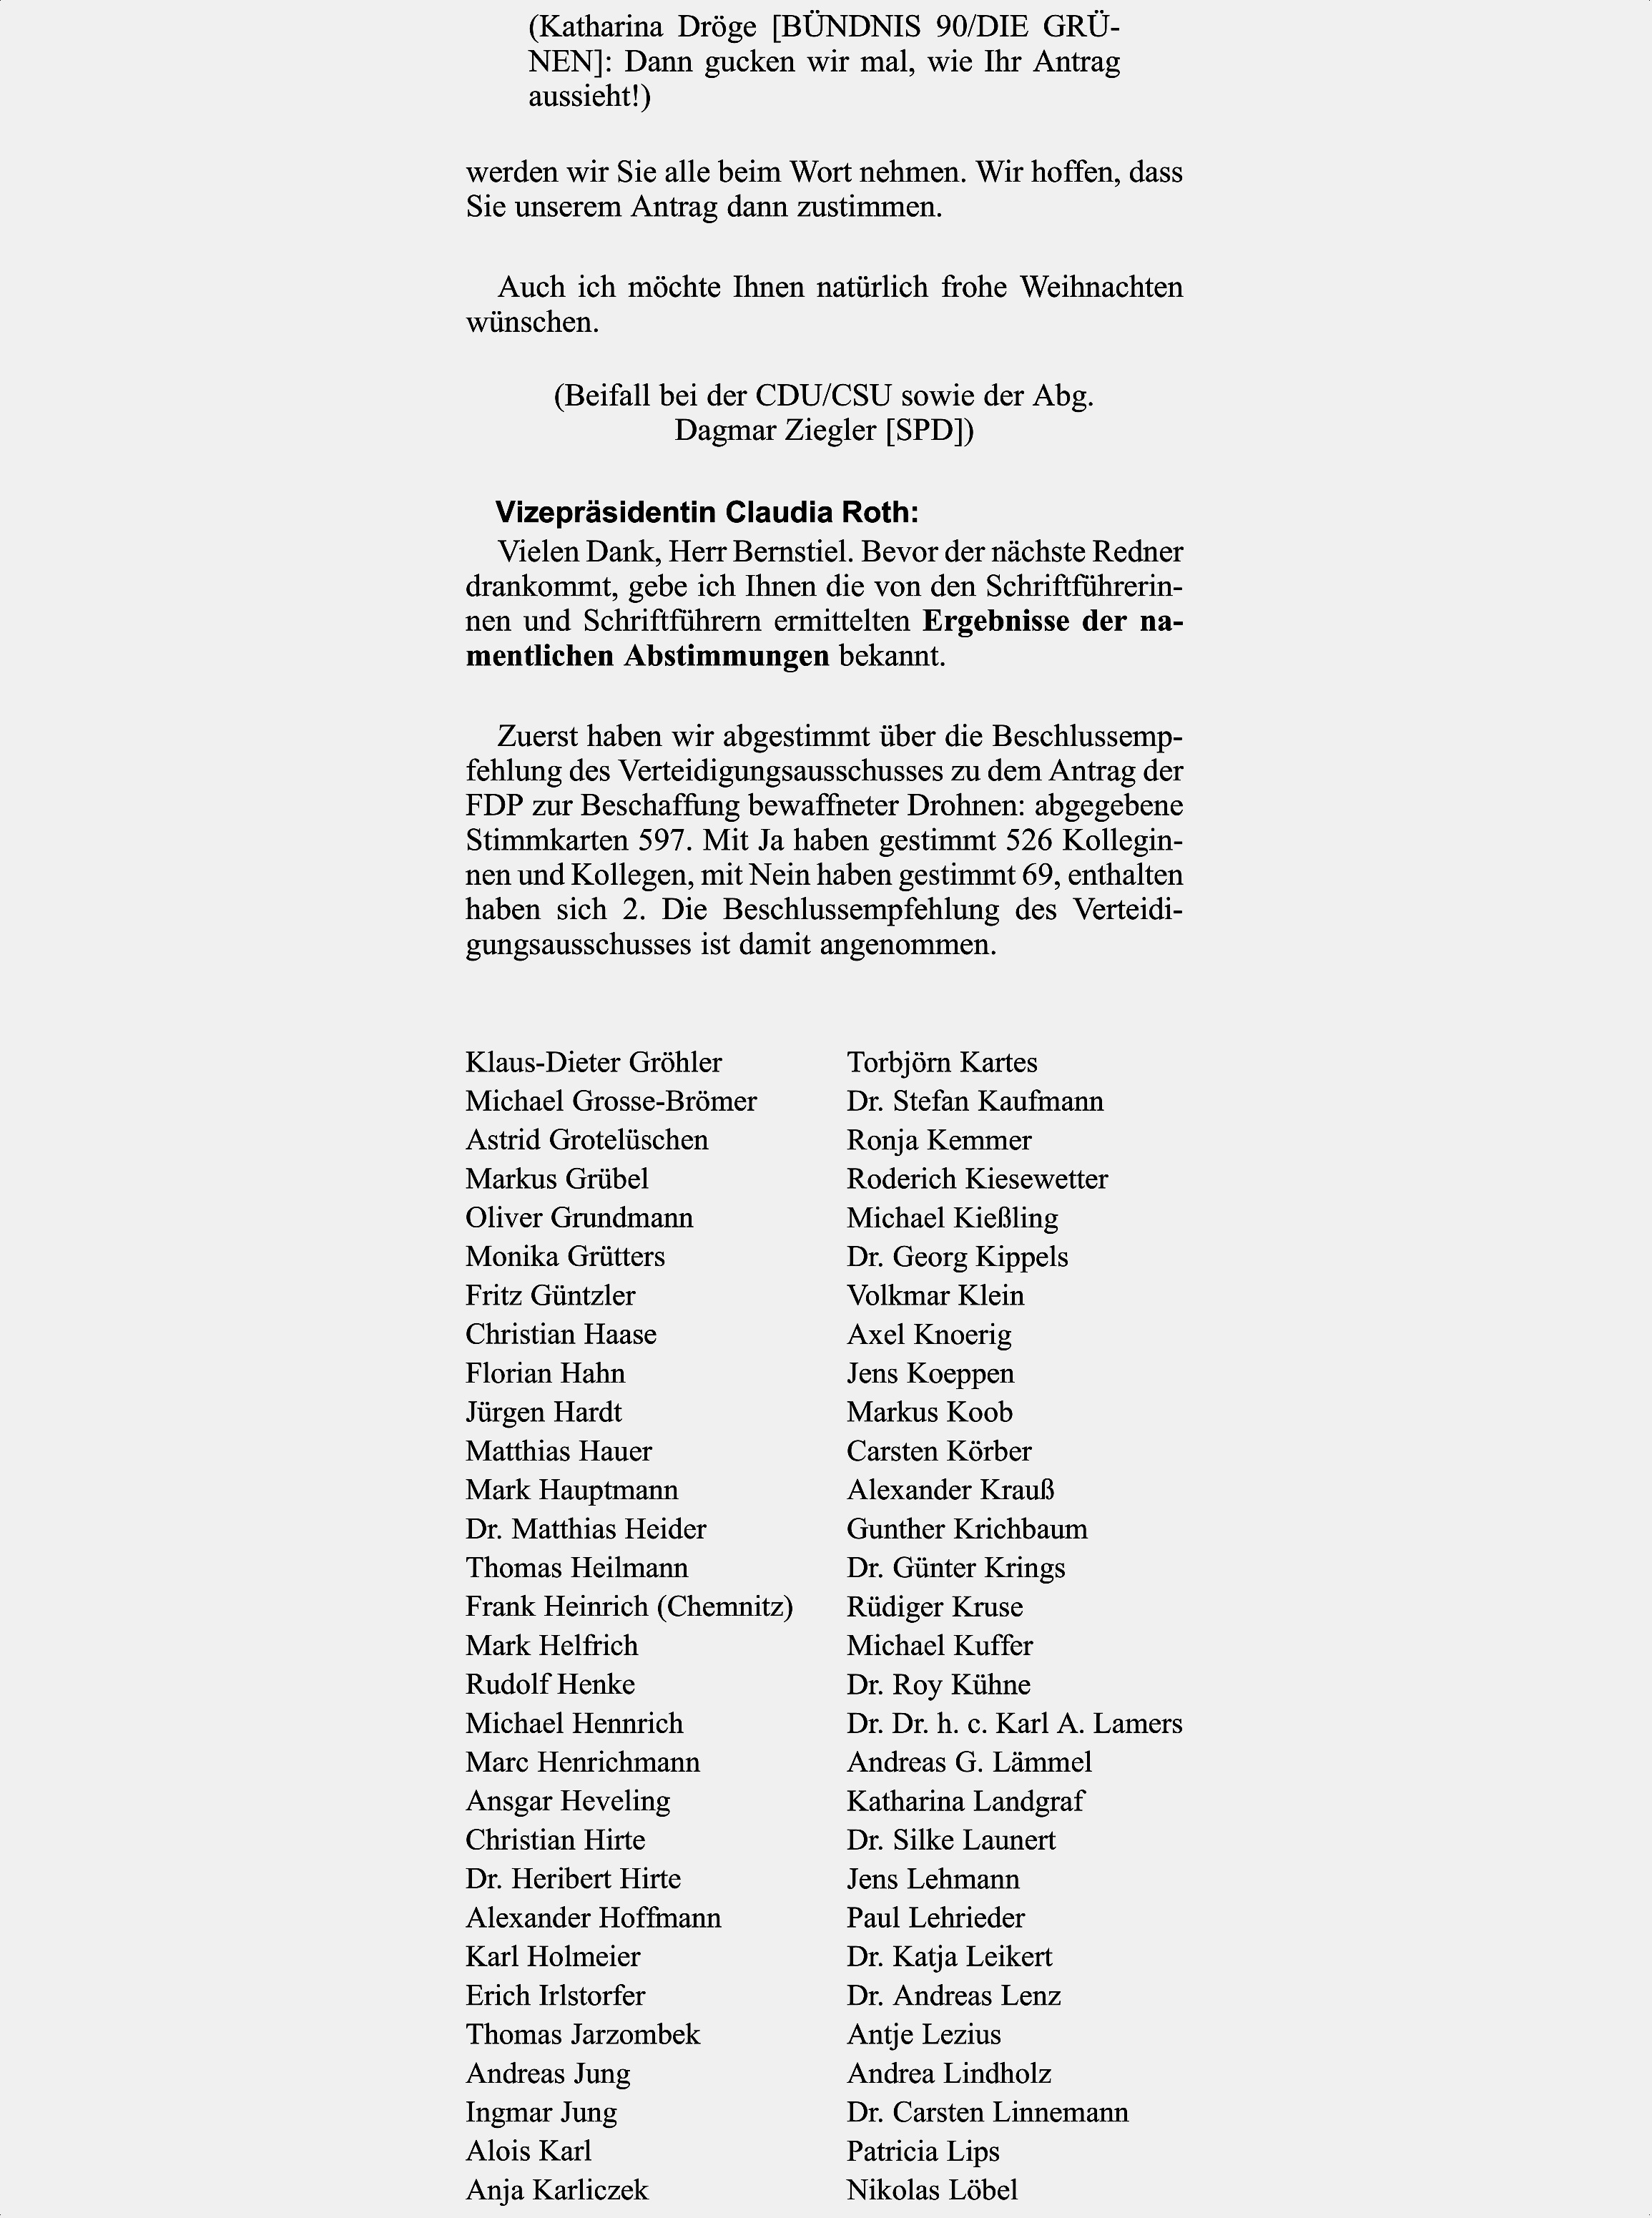 (Katharina Dröge [BÜNDNIS 90/DIE GRÜ-
NEN]: Dann gucken wir mal, wie Ihr Antrag
aussieht!)
werden wir Sie alle beim Wort nehmen. Wir hoffen, dass
Sie unserem Antrag dann zustimmen.
Auch ich möchte Ihnen natürlich frohe Weihnachten
wünschen.
(Beifall bei der CDU/CSU sowie der Abg.
Dagmar Ziegler [SPD])
Vizepräsidentin Claudia Roth:
Vielen Dank, Herr Bernstiel. Bevor der nächste Redner
drankommt, gebe ich Ihnen die von den Schriftführerin-
nen und Schriftführern ermittelten Ergebnisse der na-
mentlichen Abstimmungen bekannt.
Zuerst haben wir abgestimmt über die Beschlussemp-
fehlung des Verteidigungsausschusses zu dem Antrag der
FDP zur Beschaffung bewaffneter Drohnen: abgegebene
Stimmkarten 597. Mit Ja haben gestimmt 526 Kollegin-
nen und Kollegen, mit Nein haben gestimmt 69, enthalten
haben sich 2. Die Beschlussempfehlung des Verteidi-
gungsausschusses ist damit angenommen.
Klaus-Dieter Gröhler
Michael Grosse-Brömer
Astrid Grotelüschen
Markus Grübel
Oliver Grundmann
Monika Grütters
Fritz Güntzler
Christian Haase
Florian Hahn
Jürgen Hardt
Matthias Hauer
Mark Hauptmann
Dr. Matthias Heider
Thomas Heilmann
Frank Heinrich (Chemnitz)
Mark Helfrich
Rudolf Henke
Michael Hennrich
Marc Henrichmann
Ansgar Heveling
Christian Hirte
Dr. Heribert Hirte
Alexander Hoffmann
Karl Holmeier
Erich Irlstorfer
Thomas Jarzombek
Andreas Jung
Ingmar Jung
Alois Karl
Anja Karliczek
Torbjörn Kartes
Dr. Stefan Kaufmann
Ronja Kemmer
Roderich Kiesewetter
Michael Kießling
Dr. Georg Kippels
Volkmar Klein
Axel Knoerig
Jens Koeppen
Markus Koob
Carsten Körber
Alexander Krauß
Gunther Krichbaum
Dr. Günter Krings
Rüdiger Kruse
Michael Kuffer
Dr. Roy Kühne
Dr. Dr. h. c. Karl A. Lamers
Andreas G. Lämmel
Katharina Landgraf
Dr. Silke Launert
Jens Lehmann
Paul Lehrieder
Dr. Katja Leikert
Dr. Andreas Lenz
Antje Lezius
Andrea Lindholz
Dr. Carsten Linnemann
Patricia Lips
Nikolas Löbel